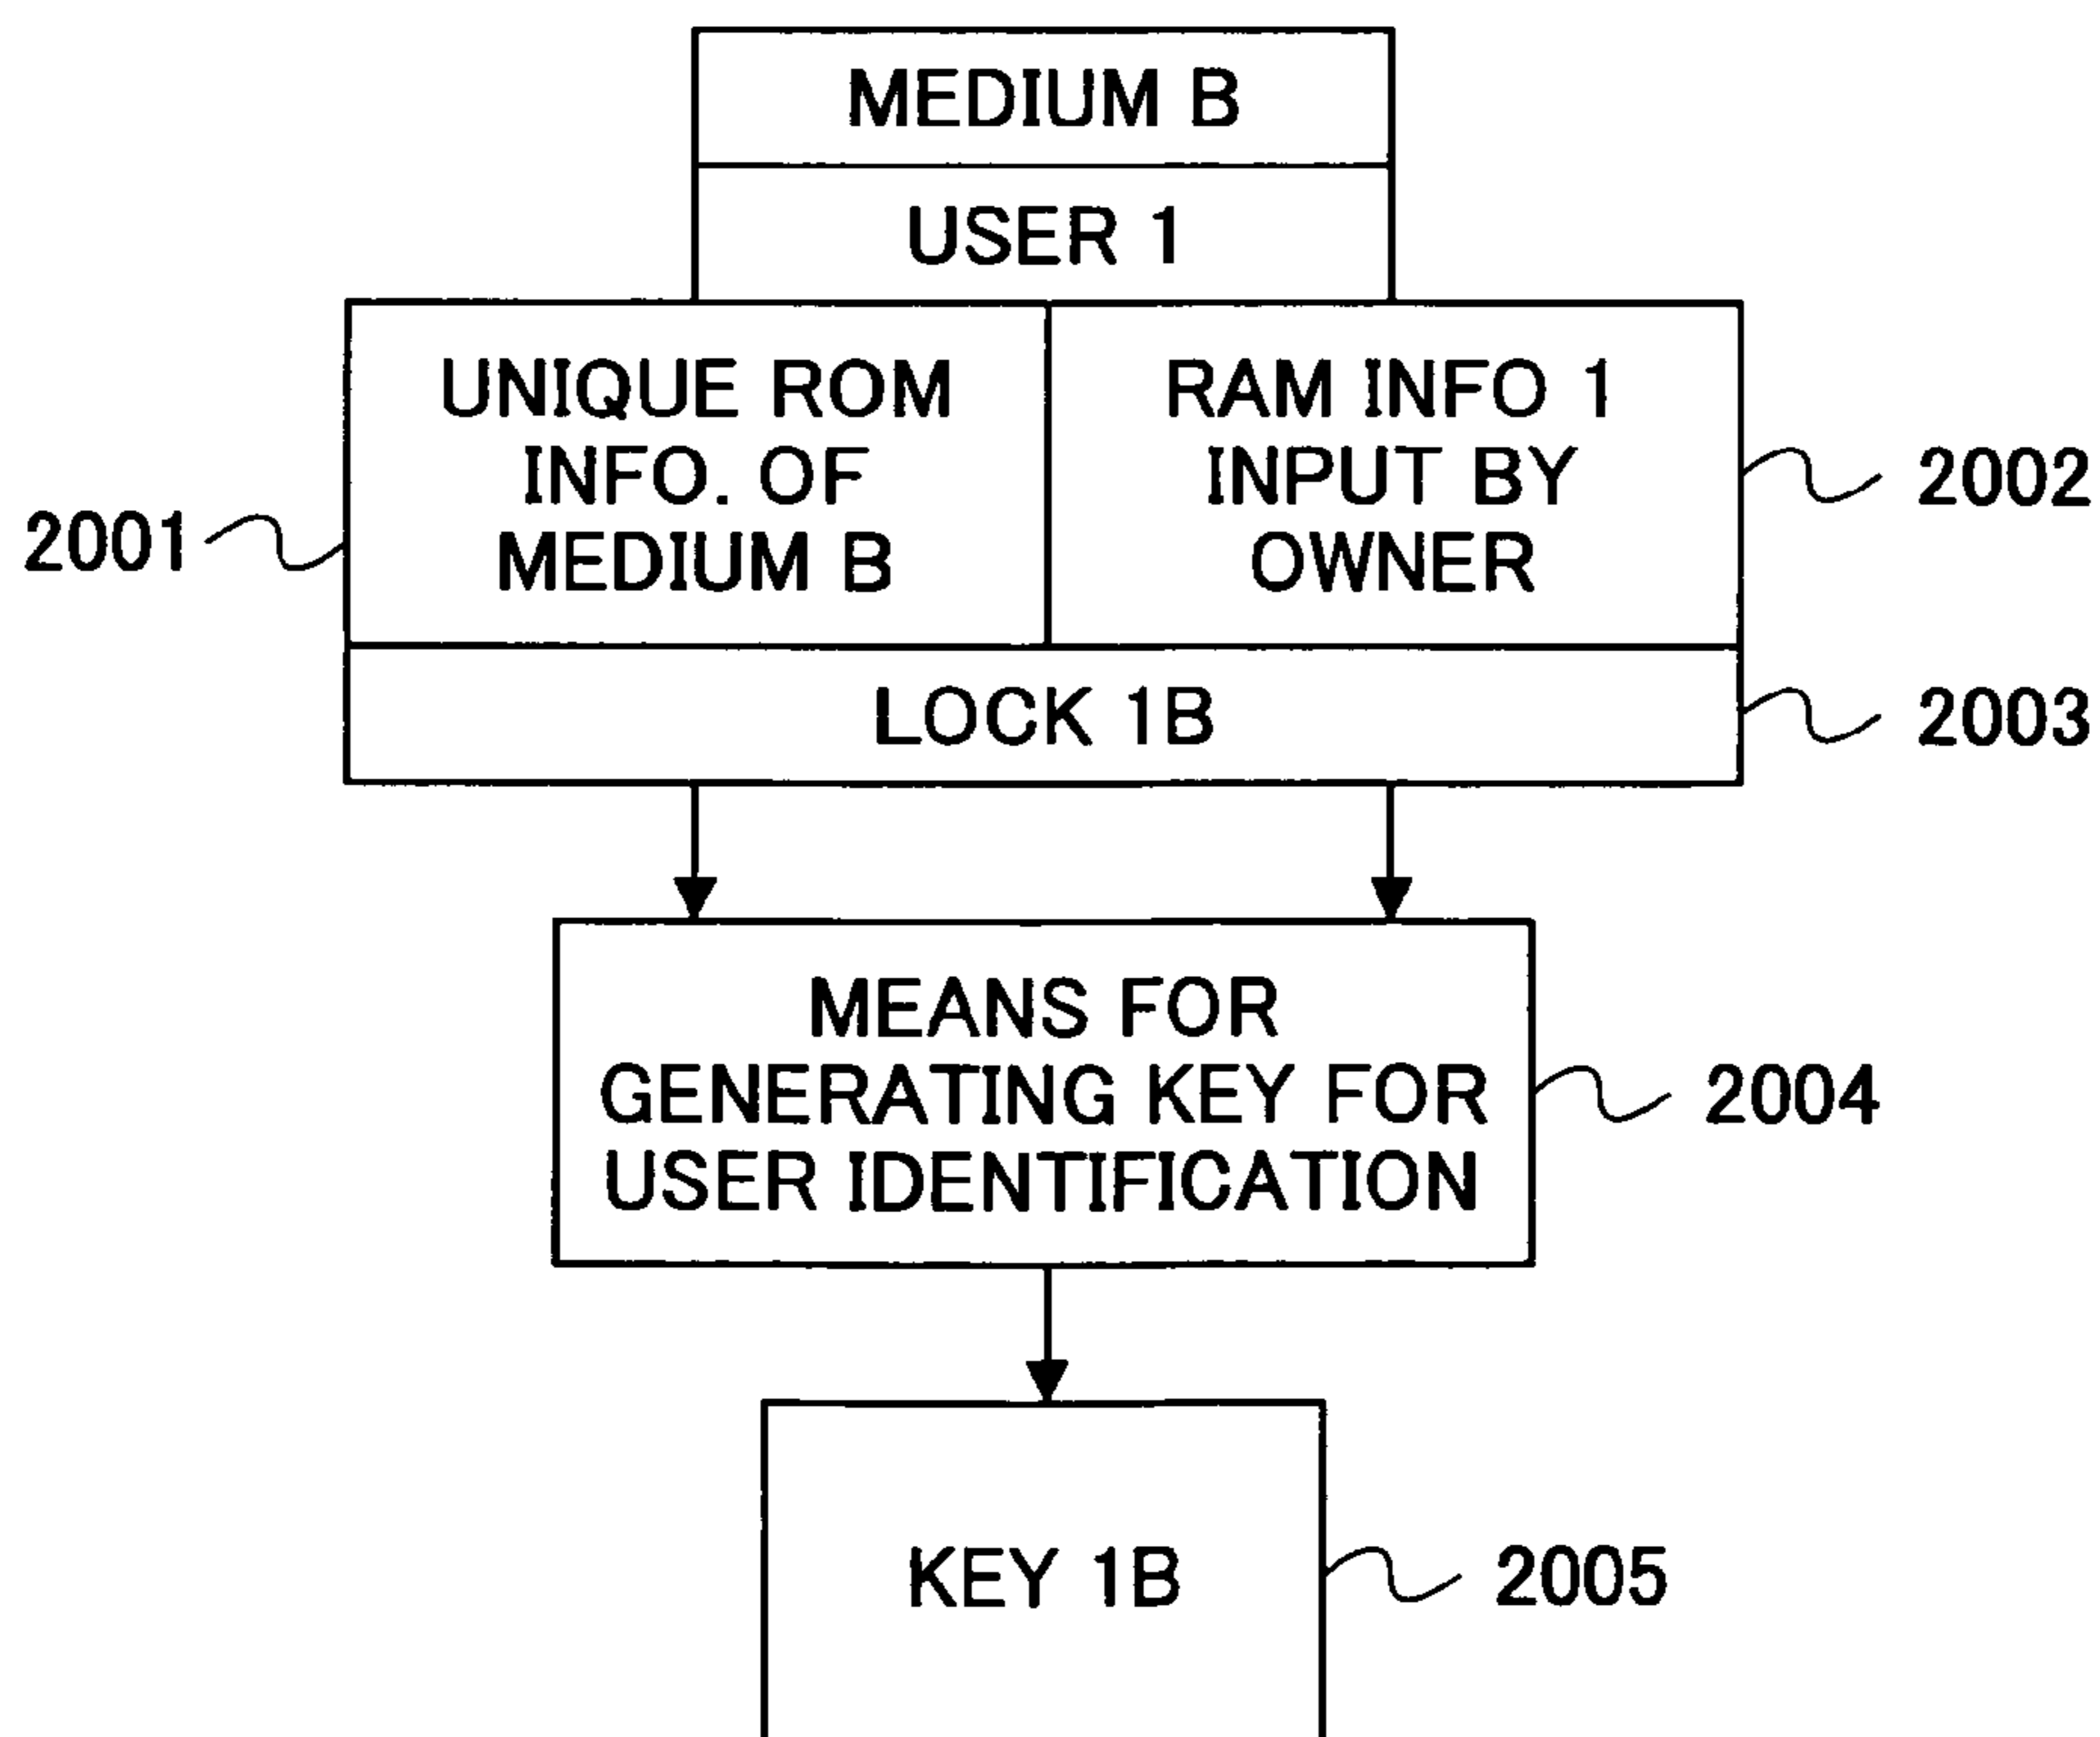 MEDIUM B
USER 1
UNIQUE ROM
INFO. OF
MEDIUM B
RAM INFO 1
INPUT BY
OWNER
2001
2002
LOCK 1B
2003
MEANS FOR
GENERATING KEY FOR
USER IDENTIFICATION
2004
KEY 1B
2005